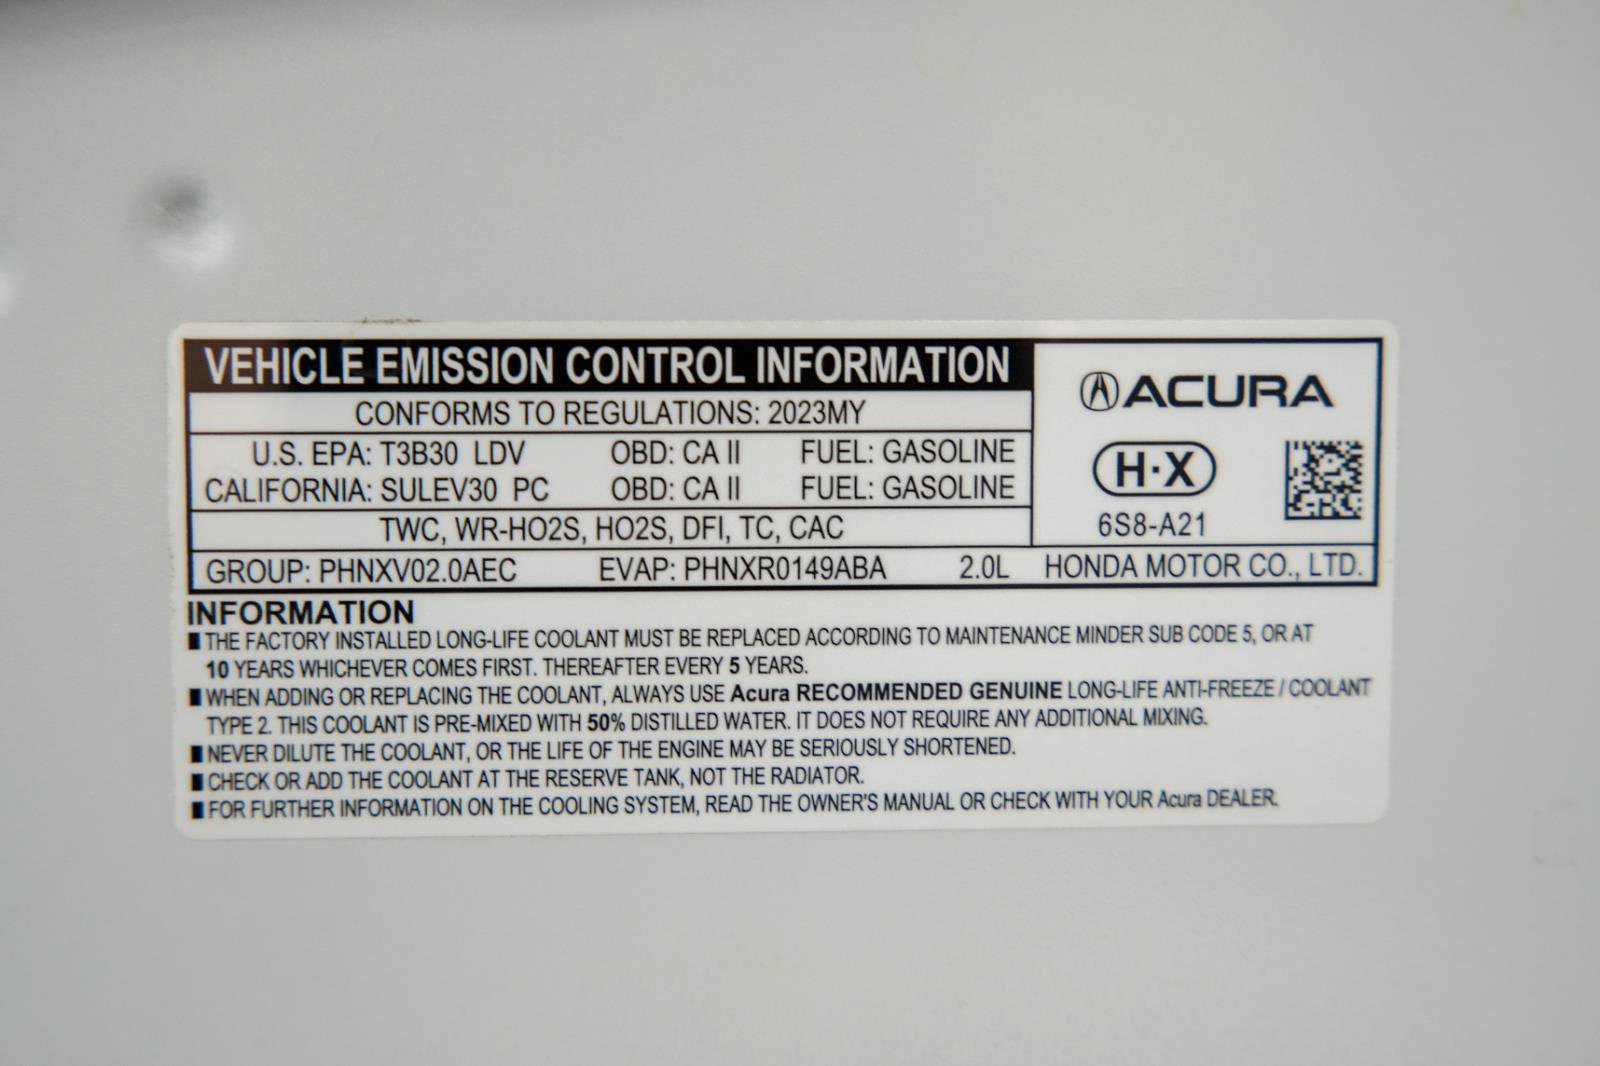 VEHICLE EMISSION CONTROL INFORMATION
ACURA
CONFORMS TO REGULATIONS: 2023MY
U.S. EPA: T3B30 LDV OBD: CA II FUEL: GASOLINE
CALIFORNIA: SULEV30 PC OBD: CA II FUEL: GASOLINE
H·X
TWC, WR-HO2S, HO2S, DFI, TC, CAC
6S8-A21
GROUP: PHNXV02.0AEC EVAP: PHNXR0149ABA 2.0L HONDA MOTOR CO., LTD.
INFORMATION
■ THE FACTORY INSTALLED LONG-LIFE COOLANT MUST BE REPLACED ACCORDING TO MAINTENANCE MINDER SUB CODE 5, OR AT
10 YEARS WHICHEVER COMES FIRST. THEREAFTER EVERY 5 YEARS.
■ WHEN ADDING OR REPLACING THE COOLANT, ALWAYS USE Acura RECOMMENDED GENUINE LONG-LIFE ANTI-FREEZE / COOLANT
TYPE 2. THIS COOLANT IS PRE-MIXED WITH 50% DISTILLED WATER. IT DOES NOT REQUIRE ANY ADDITIONAL MIXING.
■ NEVER DILUTE THE COOLANT, OR THE LIFE OF THE ENGINE MAY BE SERIOUSLY SHORTENED.
■ CHECK OR ADD THE COOLANT AT THE RESERVE TANK, NOT THE RADIATOR.
■ FOR FURTHER INFORMATION ON THE COOLING SYSTEM, READ THE OWNER'S MANUAL OR CHECK WITH YOUR Acura DEALER.